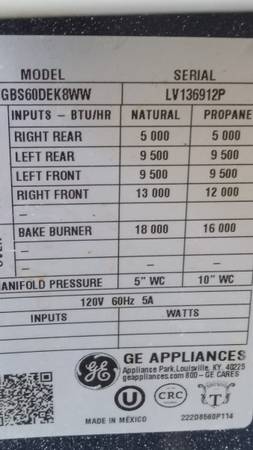 MODEL SERIAL
GBS60DEK8WW LV136912P
INPUTS - BTU/HR NATURAL PROPANE
RIGHT REAR 5 000 5 000
LEFT REAR 9 500 9 500
LEFT FRONT 9 500 9 500
RIGHT FRONT 13 000 12 000
–
–
BAKE BURNER 18 000 16 000
– – –
– – –
ANIFOLD PRESSURE 5" WC 10" WC
120V 60Hz 5A
INPUTS WATTS
GE APPLIANCES
Appliance Park, Louisville, KY. 40225
geappliances.com 800 - GE CARES
MADE IN MÉXICO
CRC
222D8560P114